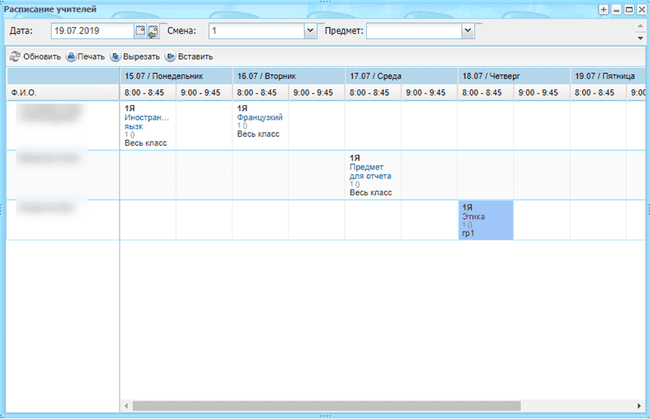 Расписание учителей
Дата: 19.07.2019 Смена: 1 Предмет:
Обновить Печать Вырезать Вставить
15.07 / Понедельник 16.07 / Вторник 17.07 / Среда 18.07 / Четверг 19.07 / Пятница
Ф.И.О. 8:00 - 8:45 9:00 - 9:45 8:00 - 8:45 9:00 - 9:45 8:00 - 8:45 9:00 - 9:45 8:00 - 8:45 9:00 - 9:45 8:00 - 8:45 9:00
1Я 1Я
Иностран... Французкий
язык 1 ()
1 () Весь класс
Весь класс
1Я
Предмет
для отчета
1 ()
Весь класс
1Я
Этика
1 ()
гр1